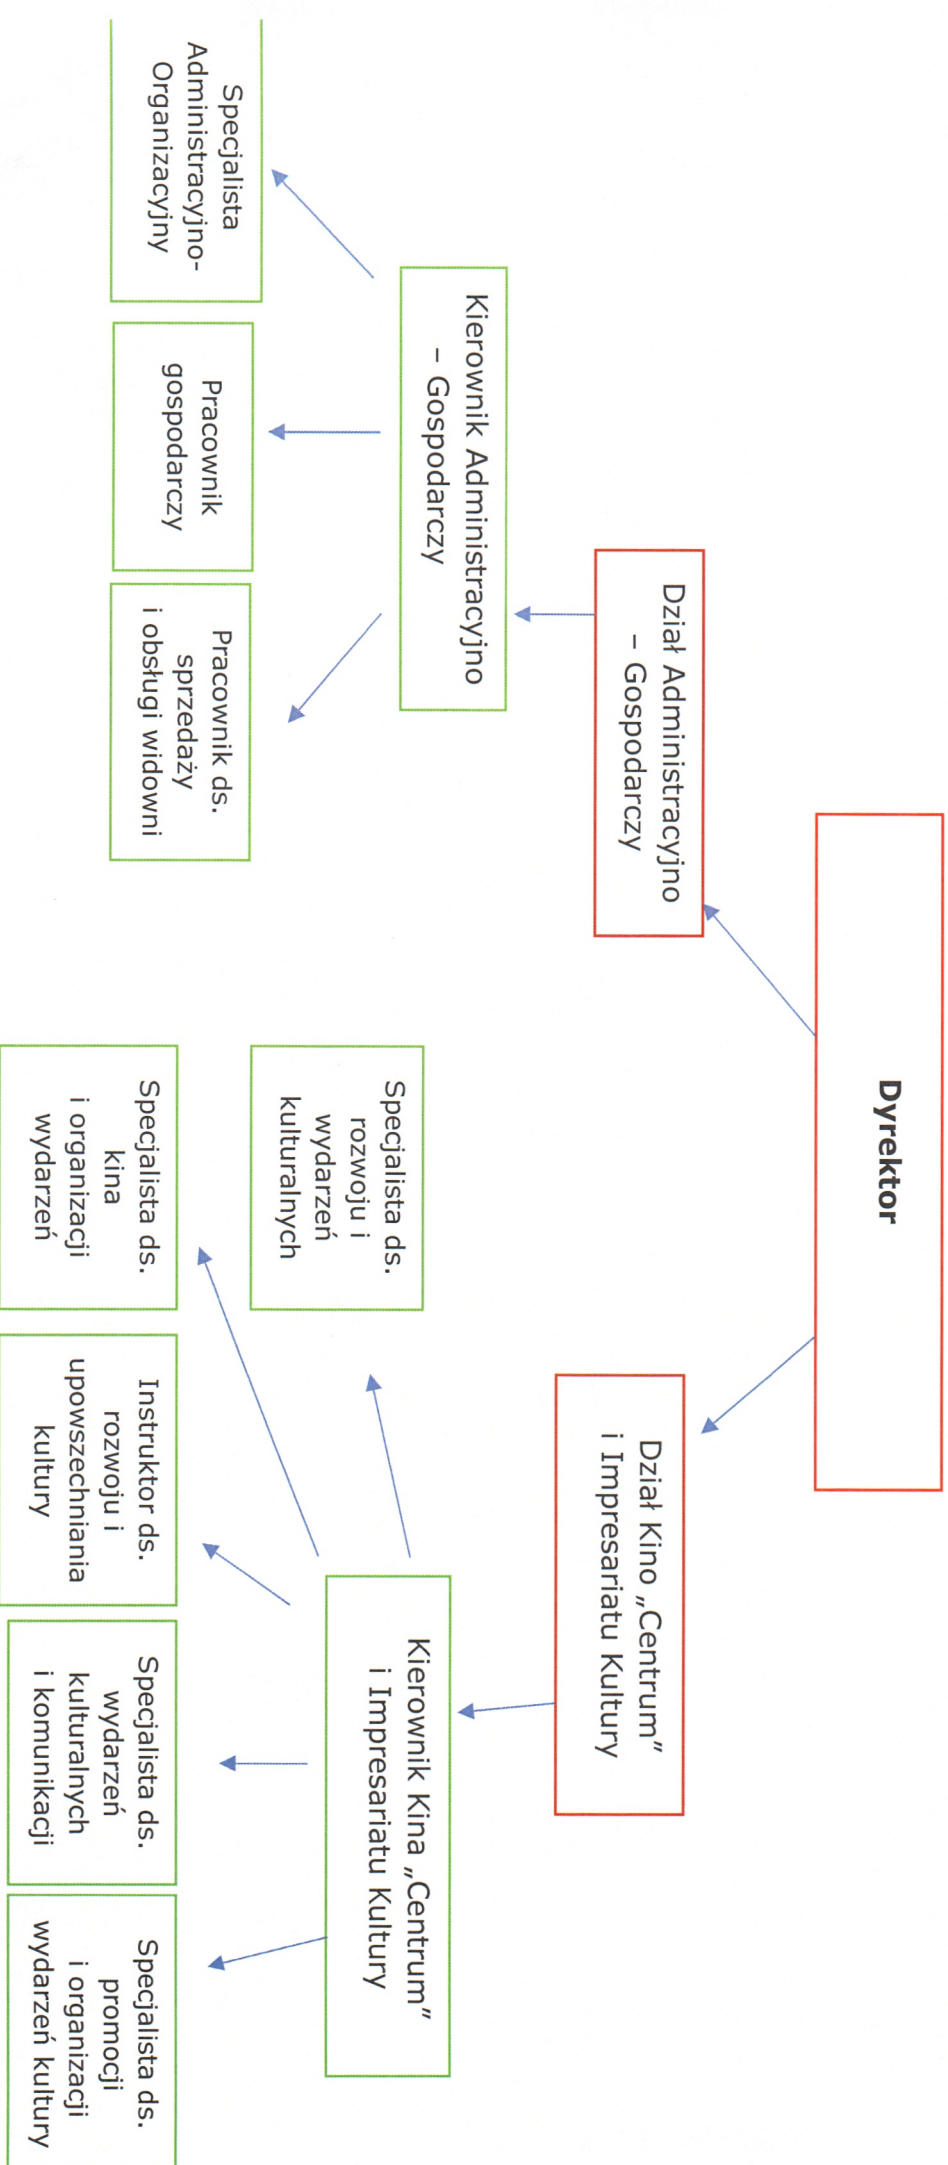 Dyrektor
Dział Administracyjno
– Gospodarczy
Dział Kino „Centrum”
i Impresariatu Kultury
Kierownik Administracyjno
– Gospodarczy
Kierownik Kina „Centrum”
i Impresariatu Kultury
Specjalista
Administracyjno-
Organizacyjny
Pracownik
gospodarczy
Pracownik ds.
sprzedaży
i obsługi widowni
Specjalista ds.
rozwoju i
wydarzeń
kulturalnych
Specjalista ds.
kina
i organizacji
wydarzeń
Instruktor ds.
rozwoju i
upowszechniania
kultury
Specjalista ds.
wydarzeń
kulturalnych
i komunikacji
Specjalista ds.
promocji
i organizacji
wydarzeń kultury